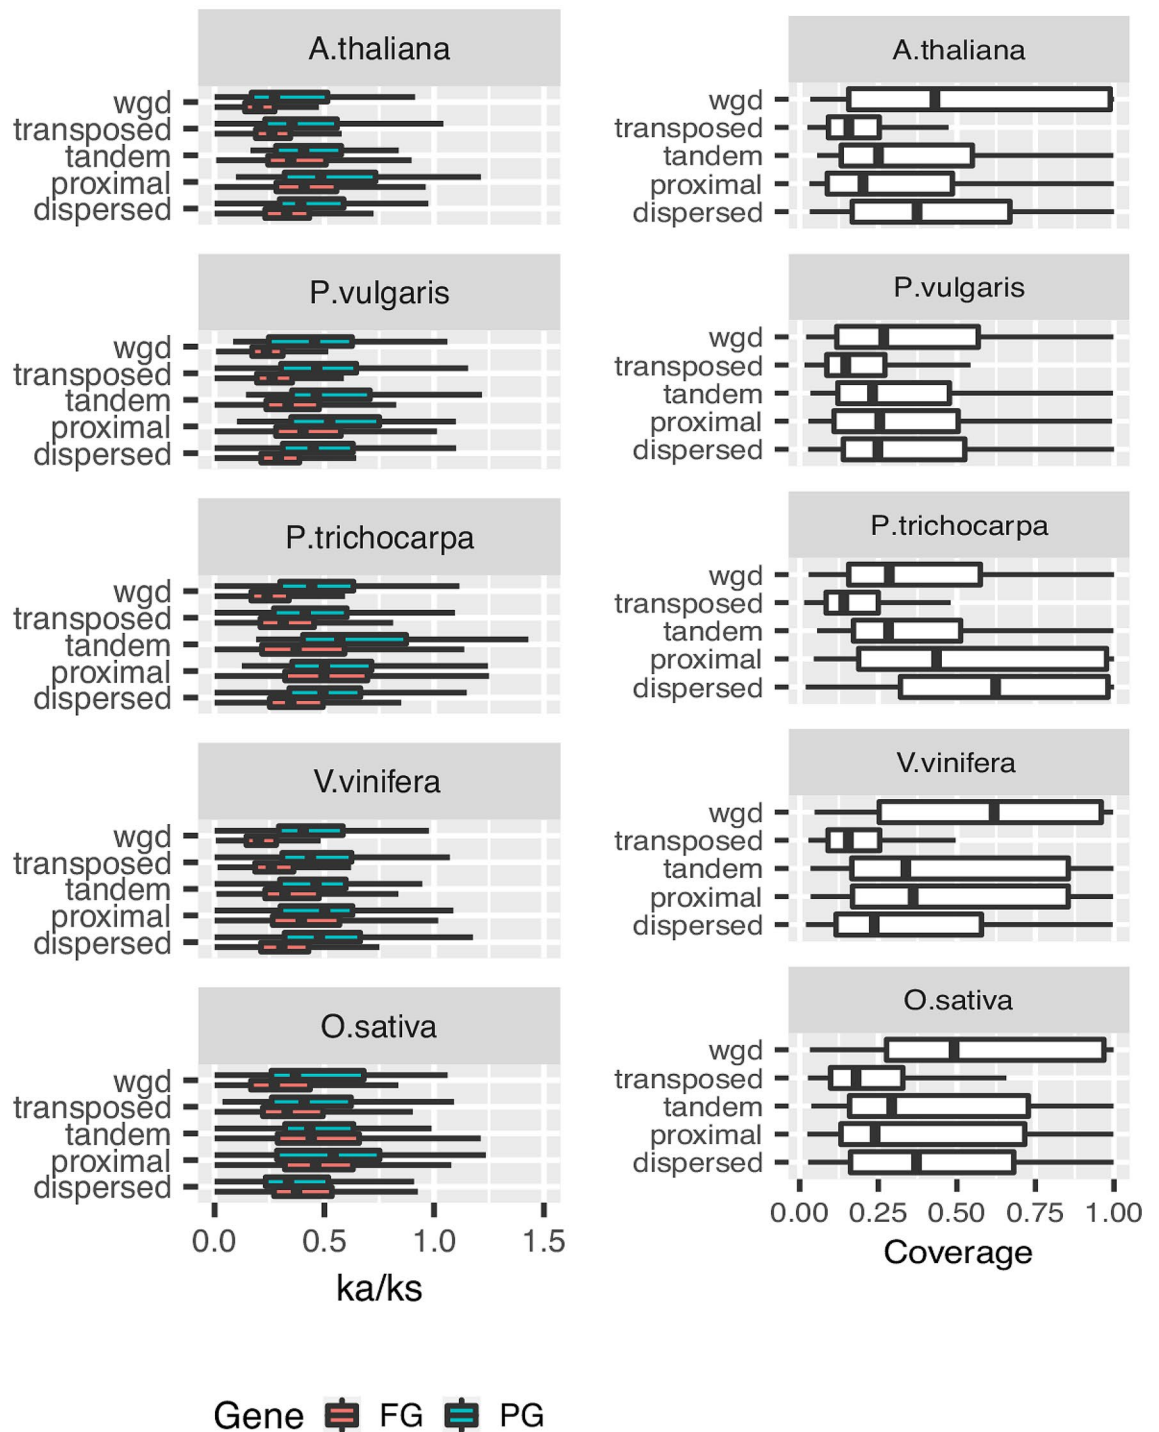 A.thaliana
wgd
transposed
tandem
proximal
dispersed
P.vulgaris
wgd
transposed
tandem
proximal
dispersed
P.trichocarpa
wgd
transposed
tandem
proximal
dispersed
V.vinifera
wgd
transposed
tandem
proximal
dispersed
O.sativa
wgd
transposed
tandem
proximal
dispersed
0.0 0.5 1.0 1.5
ka/ks
Gene FG PG
A.thaliana
wgd
transposed
tandem
proximal
dispersed
P.vulgaris
wgd
transposed
tandem
proximal
dispersed
P.trichocarpa
wgd
transposed
tandem
proximal
dispersed
V.vinifera
wgd
transposed
tandem
proximal
dispersed
O.sativa
wgd
transposed
tandem
proximal
dispersed
0.00 0.25 0.50 0.75 1.00
Coverage